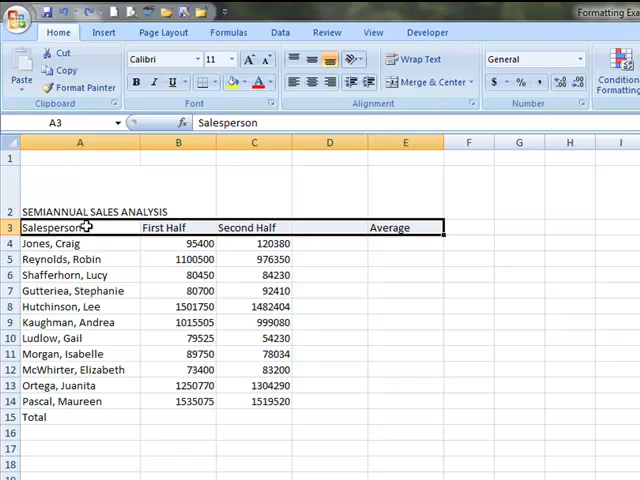 Formatting Exa
Home Insert Page Layout Formulas Data Review View Developer
Cut
Copy
Format Painter
Paste
Clipboard
Calibri 11 A A
B I U A
Font
Wrap Text
Merge & Center
Alignment
General
$ % , .0 .00 .00 .0
Number
Conditional
Formatting
A3 fx Salesperson
A B C D E F G H I
1
2 SEMIANNUAL SALES ANALYSIS
3 Salesperson First Half Second Half Average
4 Jones, Craig 95400 120380
5 Reynolds, Robin 1100500 976350
6 Shafferhorn, Lucy 80450 84230
7 Gutteriea, Stephanie 80700 92410
8 Hutchinson, Lee 1501750 1482404
9 Kaughman, Andrea 1015505 999080
10 Ludlow, Gail 79525 54230
11 Morgan, Isabelle 89750 78034
12 McWhirter, Elizabeth 73400 83200
13 Ortega, Juanita 1250770 1304290
14 Pascal, Maureen 1535075 1519520
15 Total
16
17
18